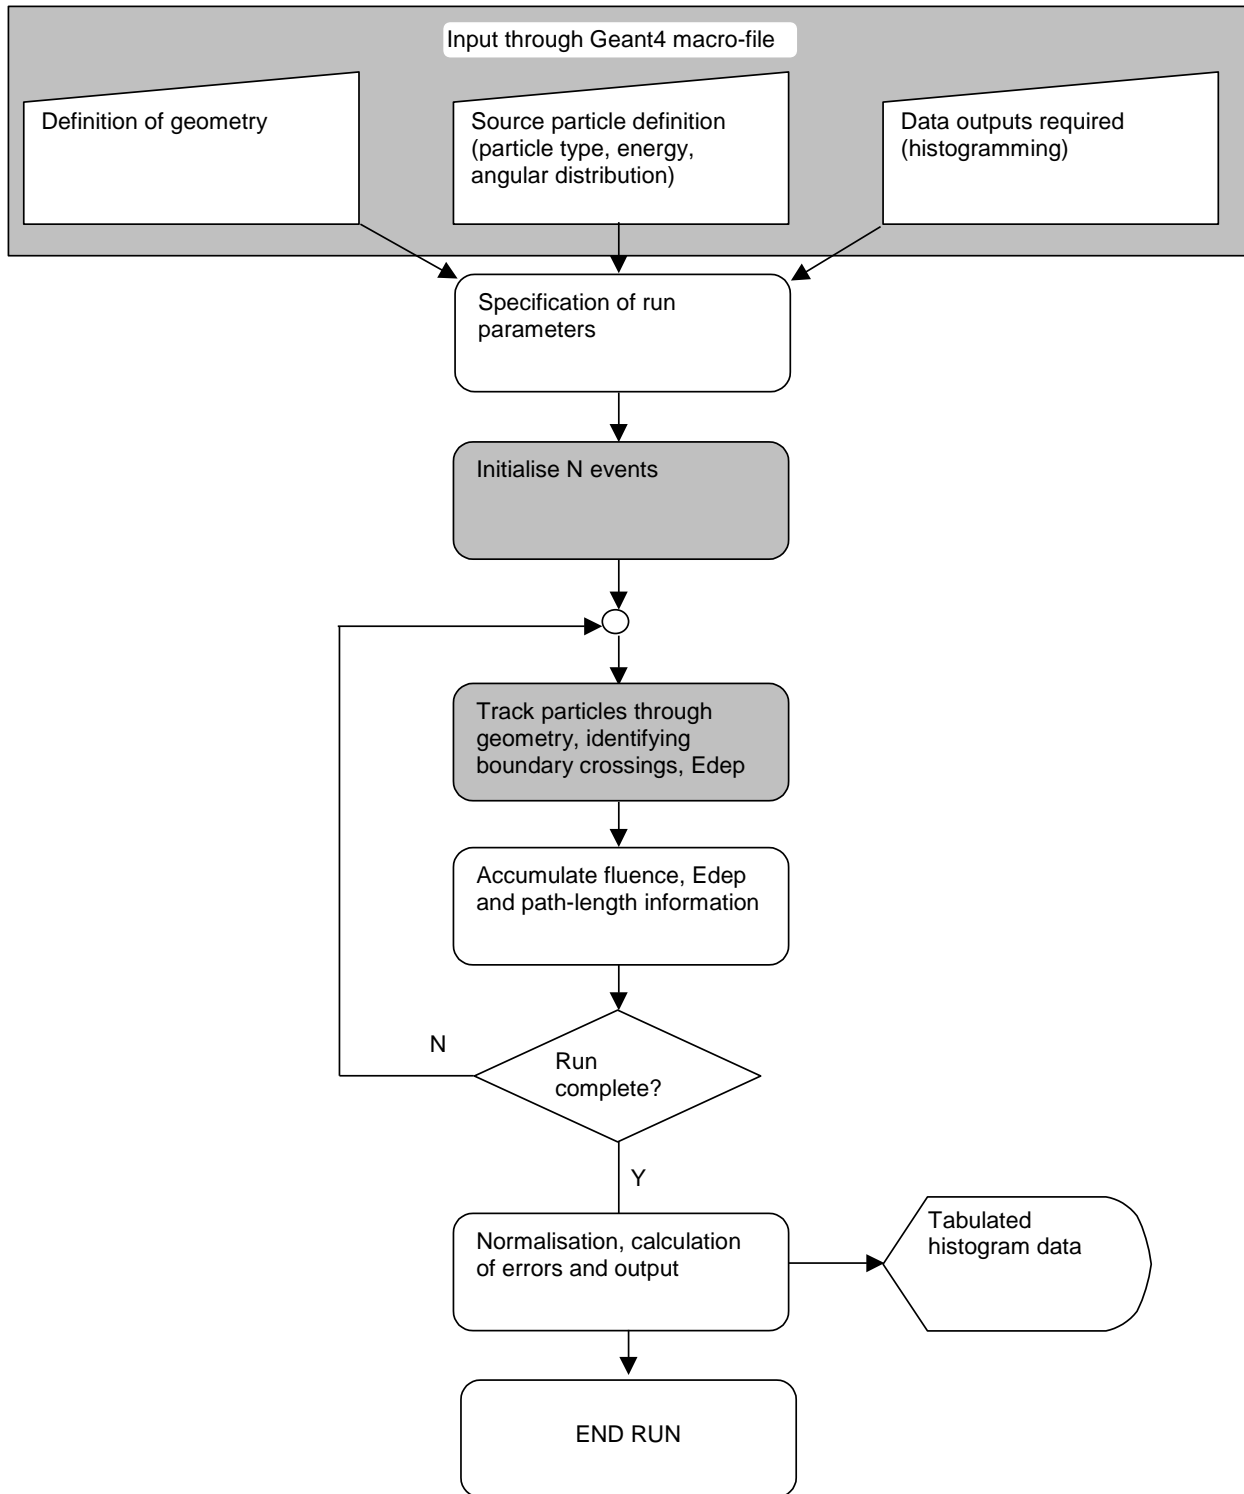 Input through Geant4 macro-file
Definition of geometry
Source particle definition
(particle type, energy,
angular distribution)
Data outputs required
(histogramming)
Specification of run
parameters
Initialise N events
Track particles through
geometry, identifying
boundary crossings, Edep
Accumulate fluence, Edep
and path-length information
N
Run
complete?
Y
Normalisation, calculation
of errors and output
Tabulated
histogram data
END RUN